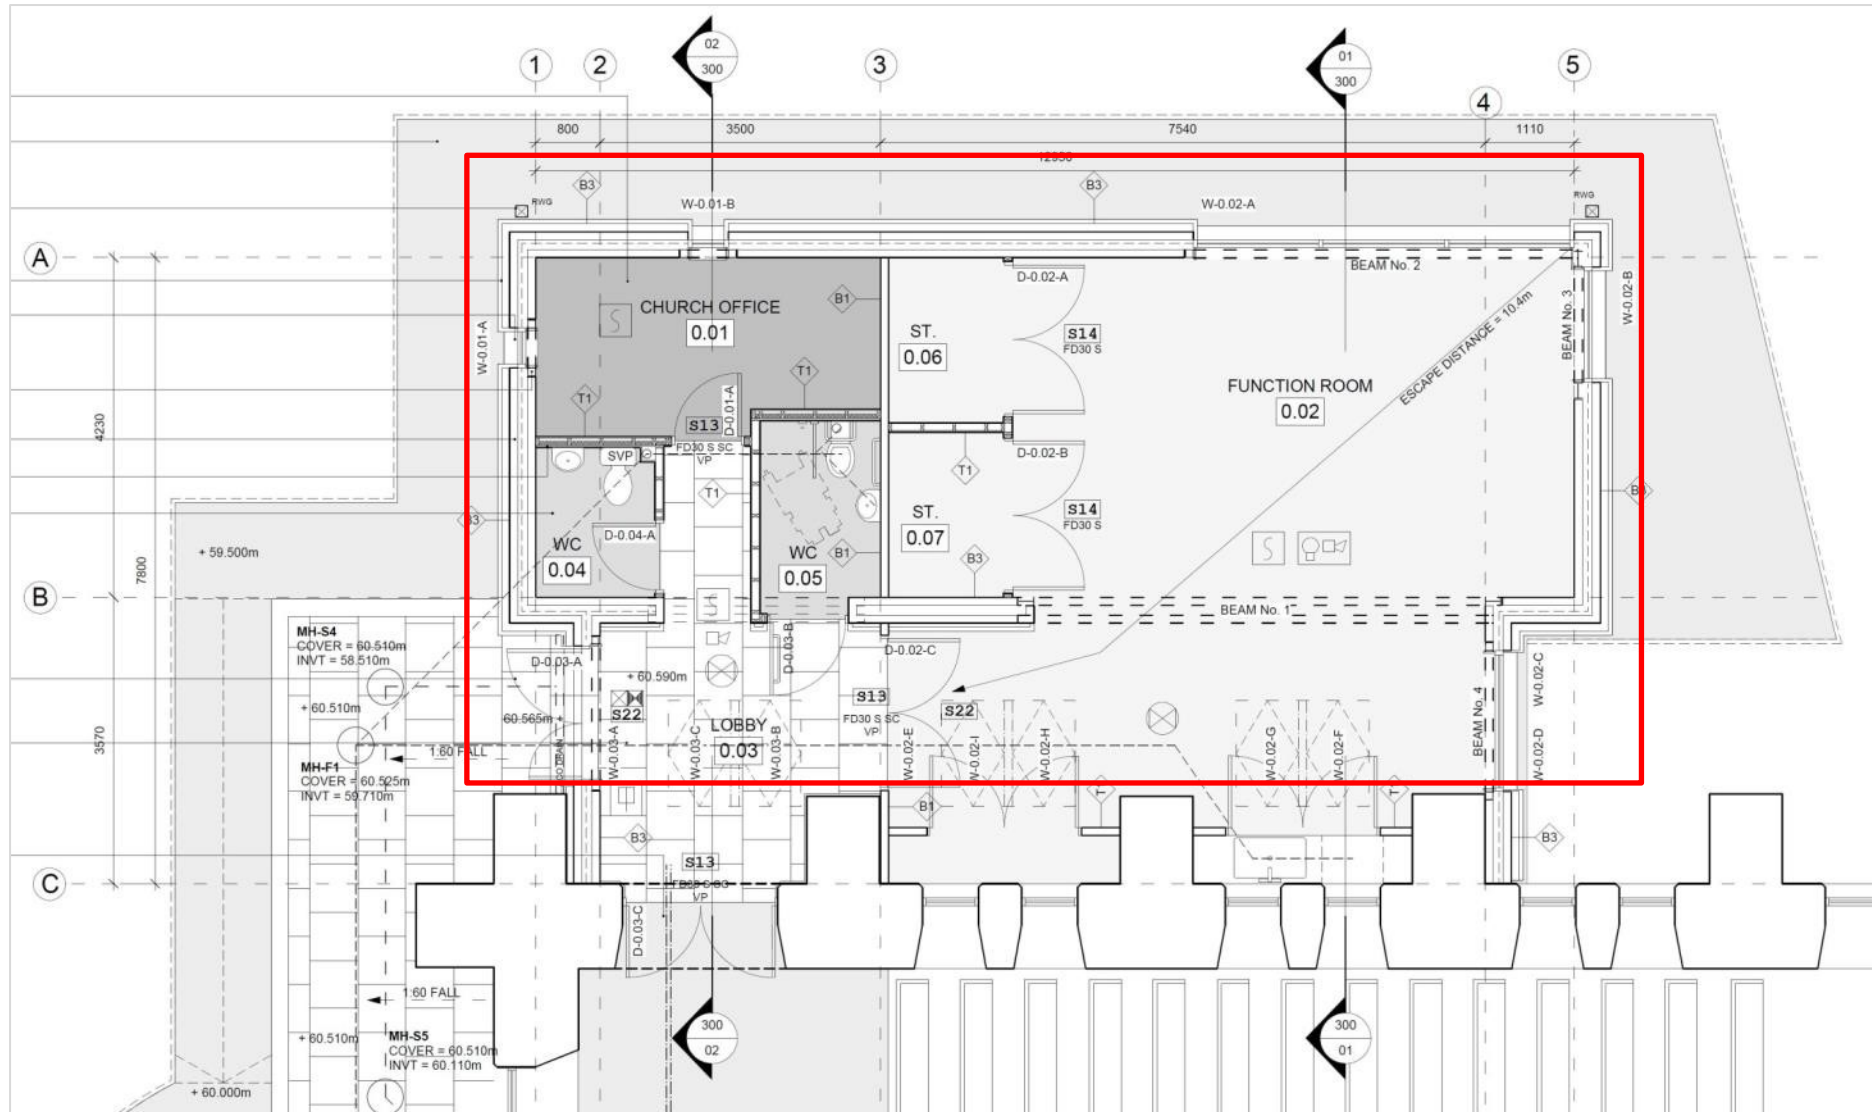 02
300
01
300
1
2
3
4
5
800
3500
7540
1110
12950
B3
B3
RWG
W-0.01-B
W-0.02-A
RWG
A
BEAM No. 2
D-0.02-A
W-0.02-B
BEAM No. 3
ESCAPE DISTANCE = 10.4m
B1
CHURCH OFFICE
0.01
S
ST.
0.06
S14
FD30 S
W-0.01-A
T1
T1
D-0.01-A
FUNCTION ROOM
0.02
4230
S13
FD30 S SC
VP
D-0.02-B
SVP
T1
T1
B3
B3
S14
FD30 S
ST.
0.07
D-0.04-A
WC
0.04
WC
0.05
B1
B3
S
+ 59.500m
7800
B
S
BEAM No. 1
MH-S4
COVER = 60.510m
INVT = 58.510m
D-0.03-A
D-0.03-B
D-0.02-C
+ 60.590m
W-0.02-C
+ 60.510m
60.565m +
S22
S13
FD30 S SC
VP
S22
LOBBY
0.03
3570
1:60 FALL
W-0.03-A
W-0.03-C
W-0.03-B
W-0.02-E
W-0.02-I
W-0.02-H
W-0.02-G
W-0.02-F
BEAM No. 4
W-0.02-D
MH-F1
COVER = 60.525m
INVT = 59.710m
B1
T
T
B3
B3
S13
FD30 S SC
VP
C
D-0.03-C
1:60 FALL
+ 60.510m
MH-S5
COVER = 60.510m
INVT = 60.110m
+ 60.000m
300
02
300
01